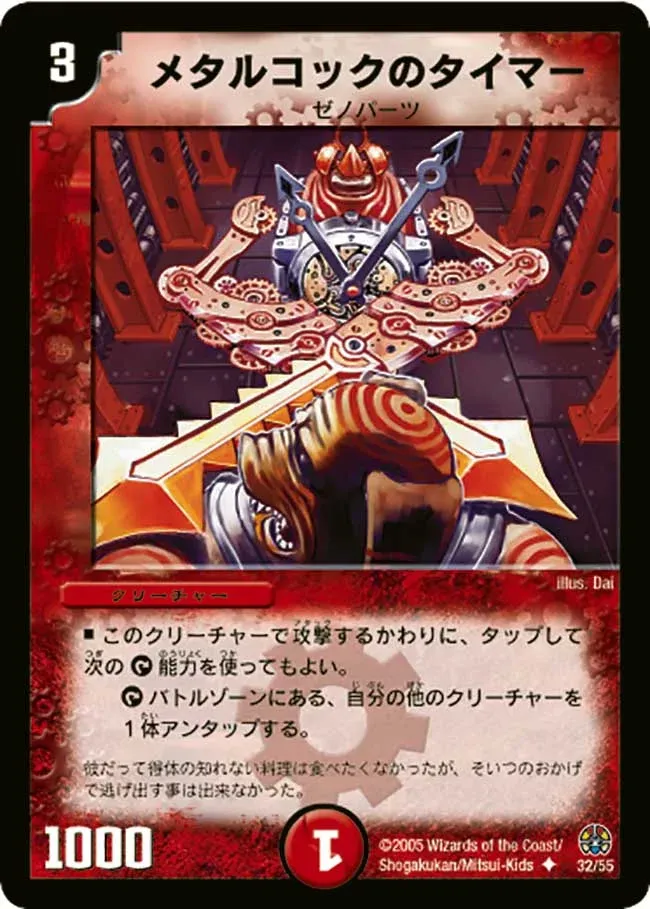 3
メタルコックのタイマー
ゼノパーツ
illus. Dai
クリーチャー
■ このクリーチャーで攻撃するかわりに、タップして
次の 能力を使ってもよい。
バトルゾーンにある、自分の他のクリーチャーを
1体アンタップする。
彼だって得体の知れない料理は食べたくなかったが、そいつのおかげ
で逃げ出す事は出来なかった。
1000
1
©2005 Wizards of the Coast/
Shogakukan/Mitsui-Kids
32/55